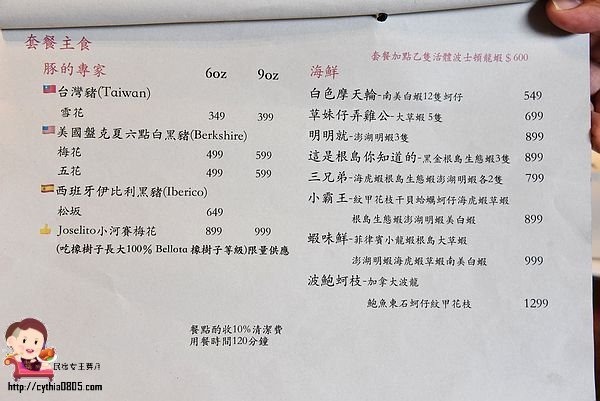 套餐主食
豚的專家 6oz 9oz
台灣豬(Taiwan)
雪花 349 399
美國盤克夏六點白黑豬(Berkshire)
梅花 499 599
五花 499 599
西班牙伊比利黑豬(Iberico)
松坂 649
Joselito小河賽梅花 899 999
(吃橡樹子長大100% Bellota 橡樹子等級)限量供應
套餐加點乙隻活體波士頓龍蝦$600
海鮮
白色摩天輪-南美白蝦12隻蚵仔 549
草妹仔弄雞公-大草蝦 5隻 699
明明就-澎湖明蝦3隻 899
這是根島你知道的-黑金根島生態蝦3隻 899
三兄弟-海虎蝦根島生態蝦澎湖明蝦各2隻 799
小霸王-紋甲花枝干貝蛤蠣蚵仔海虎蝦草蝦
根島生態蝦澎湖明蝦美白蝦 899
蝦味鮮-菲律賓小龍蝦根島大草蝦
澎湖明蝦海虎蝦草蝦南美白蝦 999
波鮑蚵枝-加拿大波龍
鮑魚東石蚵仔紋甲花枝 1299
餐點酌收10%清潔費
用餐時間120分鐘
http://cythia0805.com